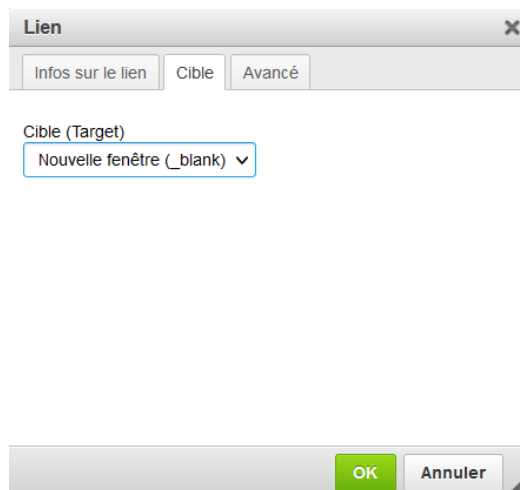 Lien
Infos sur le lien Cible Avancé
Cible (Target)
Nouvelle fenêtre (_blank)
OK Annuler